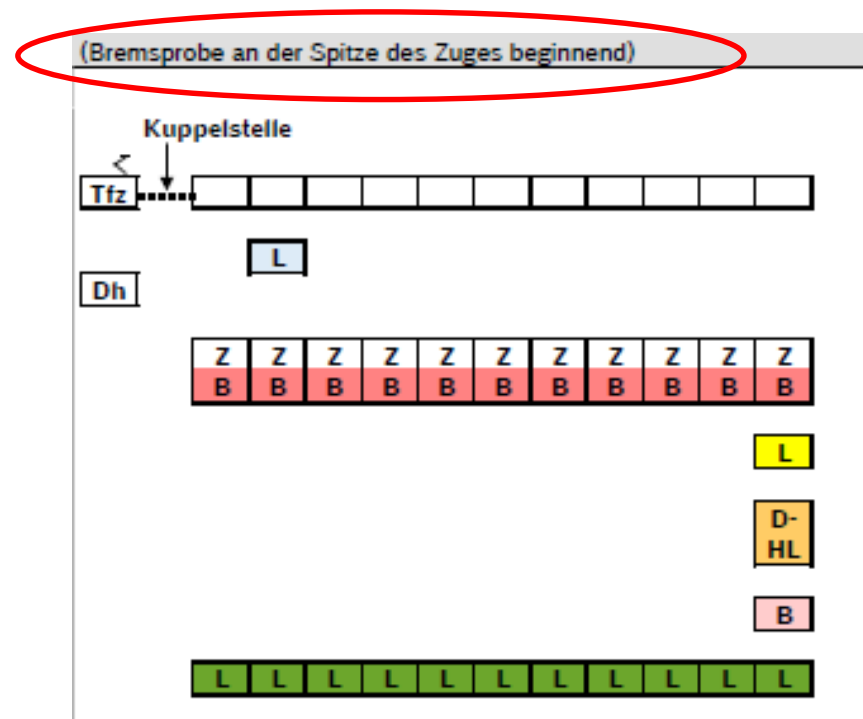 (Bremsprobe an der Spitze des Zuges beginnend)
Kuppelstelle
Tfz
L
Dh
Z Z Z Z Z Z Z Z Z Z Z
B B B B B B B B B B B
L
D-
HL
B
L L L L L L L L L L L